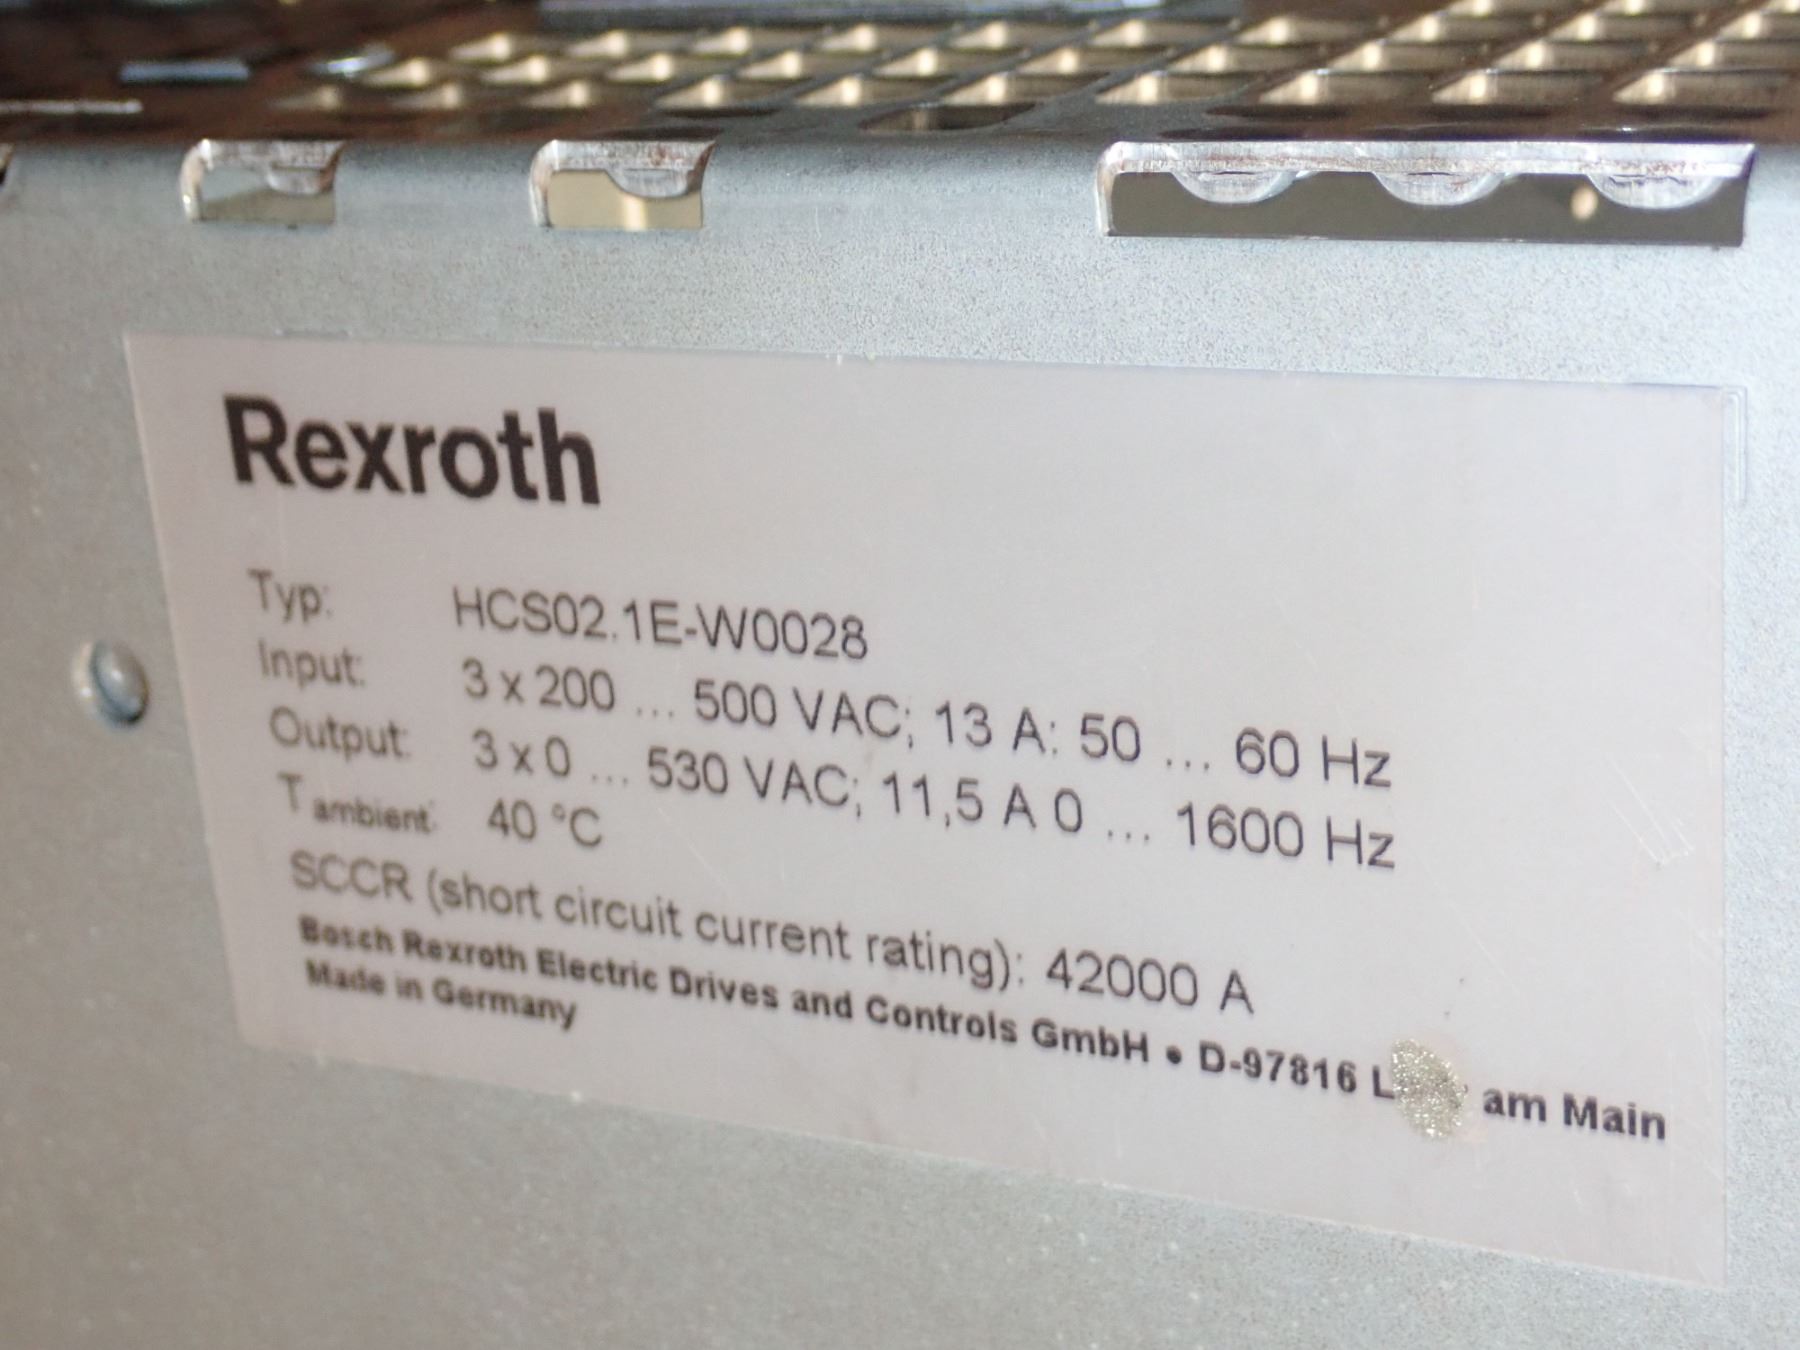 Rexroth
Typ: HCS02.1E-W0028
Input: 3 x 200 ... 500 VAC; 13 A: 50 ... 60 Hz
Output: 3 x 0 ... 530 VAC; 11,5 A 0 ... 1600 Hz
T ambient: 40 °C
SCCR (short circuit current rating): 42000 A
Bosch Rexroth Electric Drives and Controls GmbH • D-97816 am Main
Made in Germany